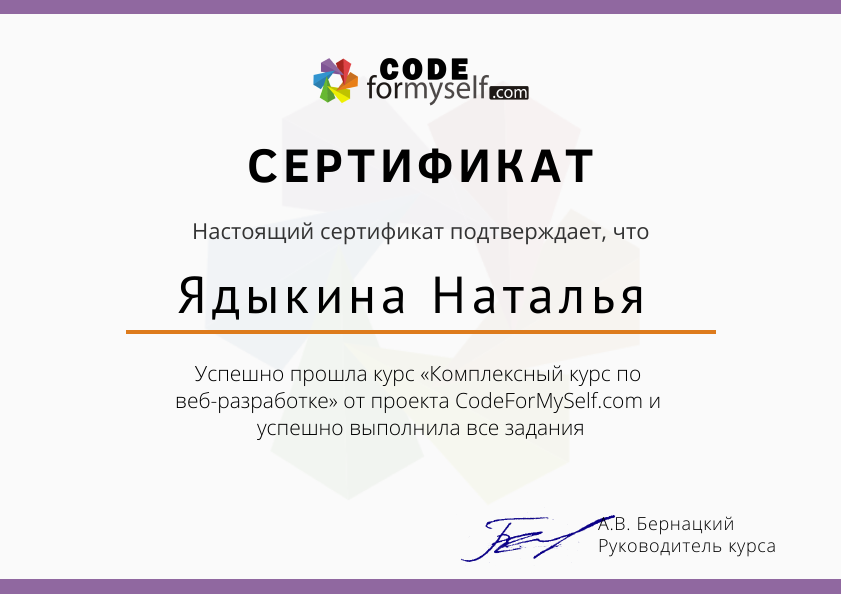 CODE
formyself.com
СЕРТИФИКАТ
Настоящий сертификат подтверждает, что
Ядыкина Наталья
Успешно прошла курс «Комплексный курс по
веб-разработке» от проекта CodeForMySelf.com и
успешно выполнила все задания
А.В. Бернацкий
Руководитель курса